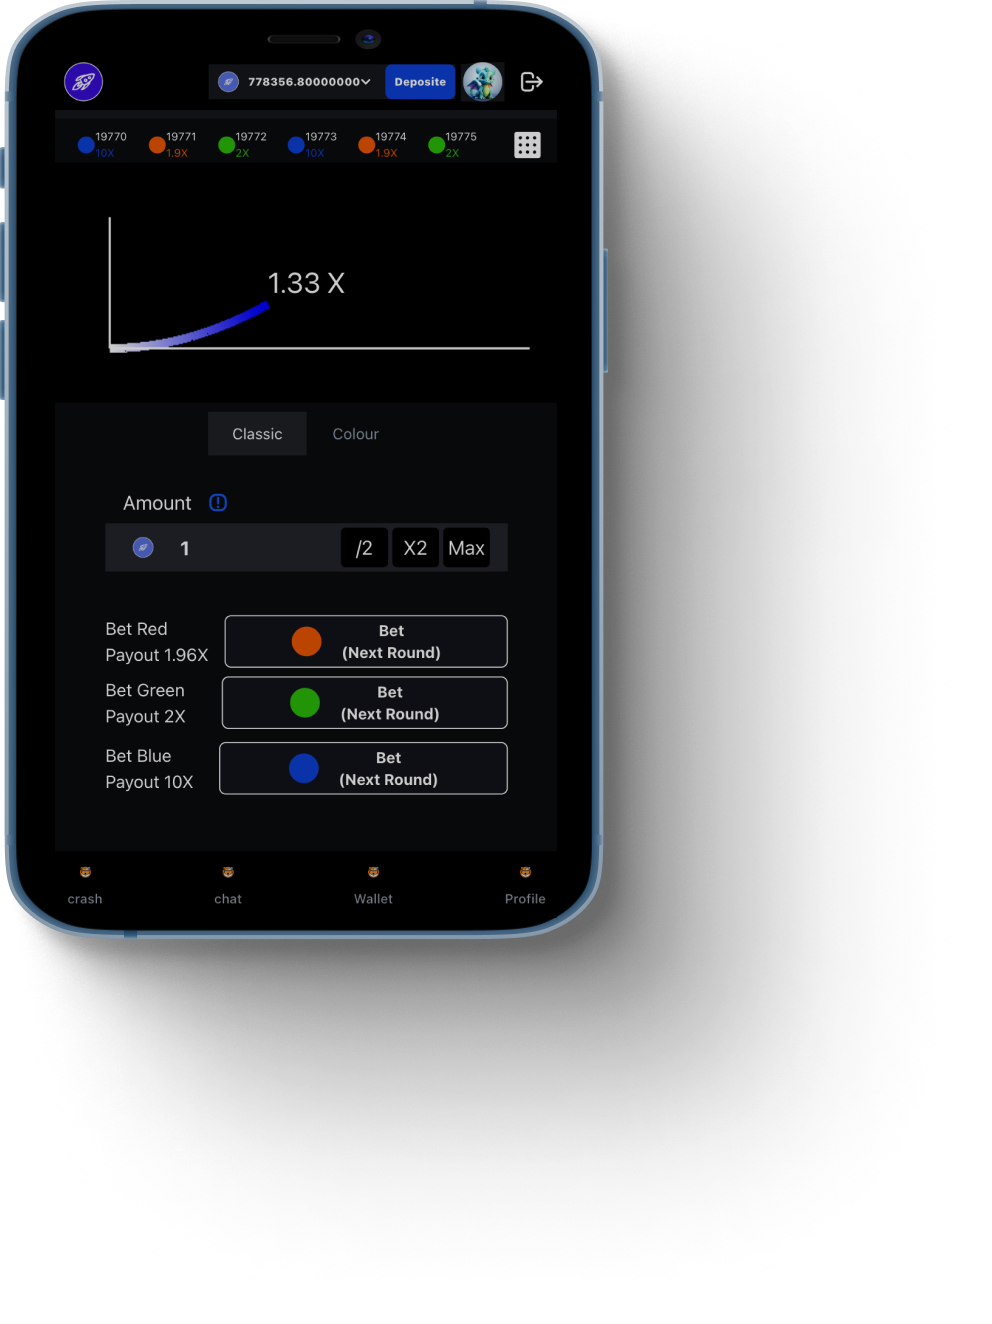 778356.80000000
Deposite
19770
10X
19771
1.9X
19772
2X
19773
10X
19774
1.9X
19775
2X
1.33 X
Classic
Colour
Amount
1
/2
X2
Max
Bet Red
Payout 1.96X
Bet
(Next Round)
Bet Green
Payout 2X
Bet
(Next Round)
Bet Blue
Payout 10X
Bet
(Next Round)
crash
chat
Wallet
Profile